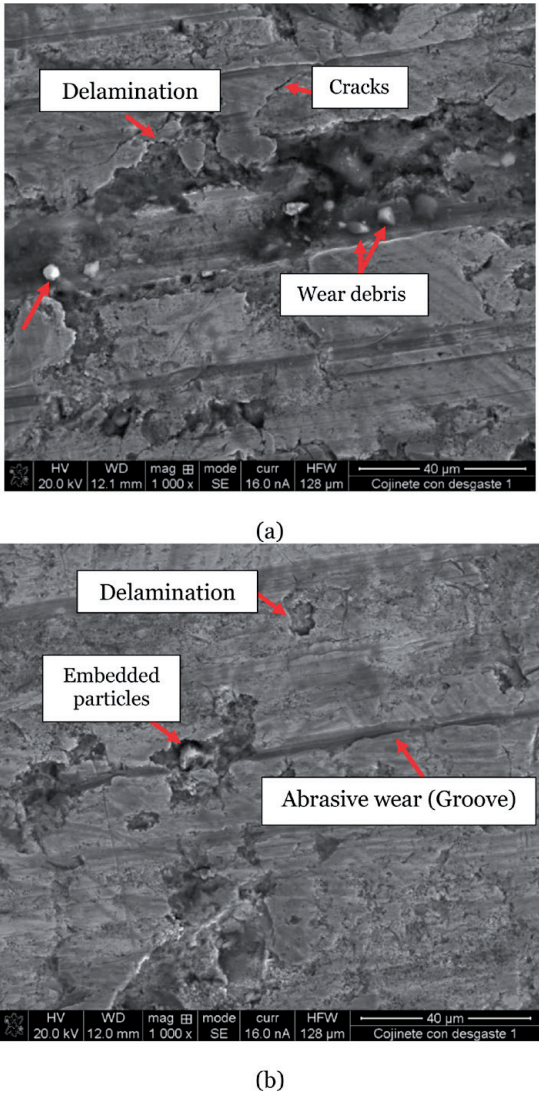 Delamination
Cracks
Wear debris
HV WD mag ⊞ mode curr HFW 40 µm
20.0 kV 12.1 mm 1 000 x SE 16.0 nA 128 µm Cojinete con desgaste 1
(a)
Delamination
Embedded
particles
Abrasive wear (Groove)
HV WD mag ⊞ mode curr HFW 40 µm
20.0 kV 12.0 mm 1 000 x SE 16.0 nA 128 µm Cojinete con desgaste 1
(b)